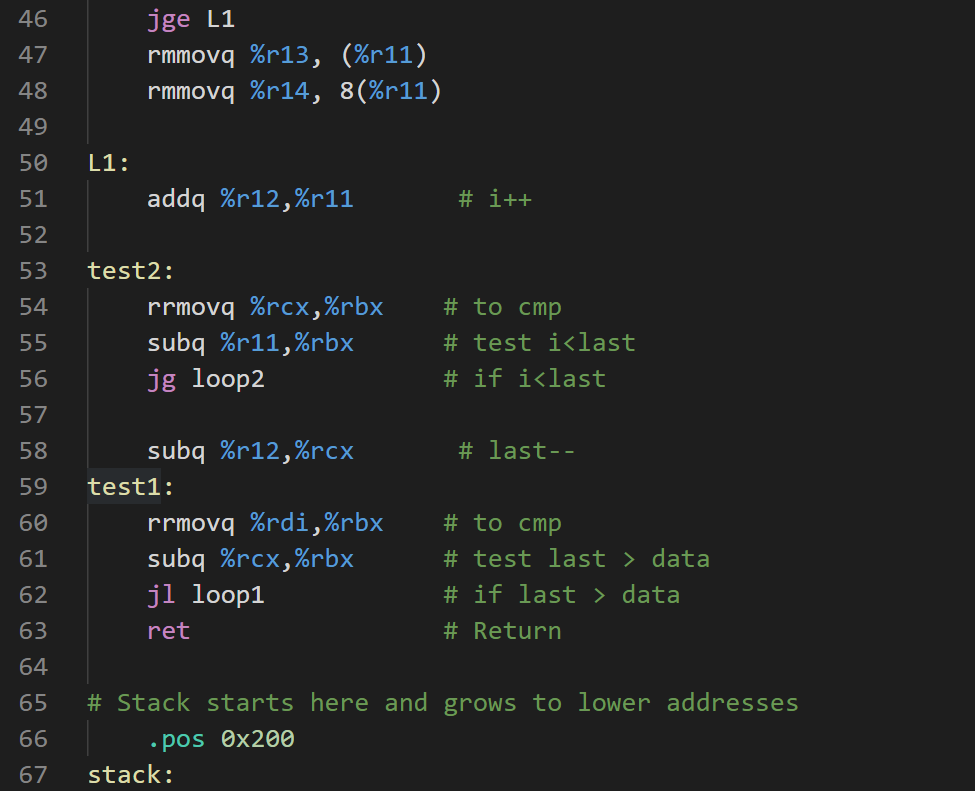 46 jge L1
47 rmmovq %r13, (%r11)
48 rmmovq %r14, 8(%r11)
49
50 L1:
51 addq %r12,%r11 # i++
52
53 test2:
54 rrmovq %rcx,%rbx # to cmp
55 subq %r11,%rbx # test i<last
56 jg loop2 # if i<last
57
58 subq %r12,%rcx # last--
59 test1:
60 rrmovq %rdi,%rbx # to cmp
61 subq %rcx,%rbx # test last > data
62 jl loop1 # if last > data
63 ret # Return
64
65 # Stack starts here and grows to lower addresses
66 .pos 0x200
67 stack: